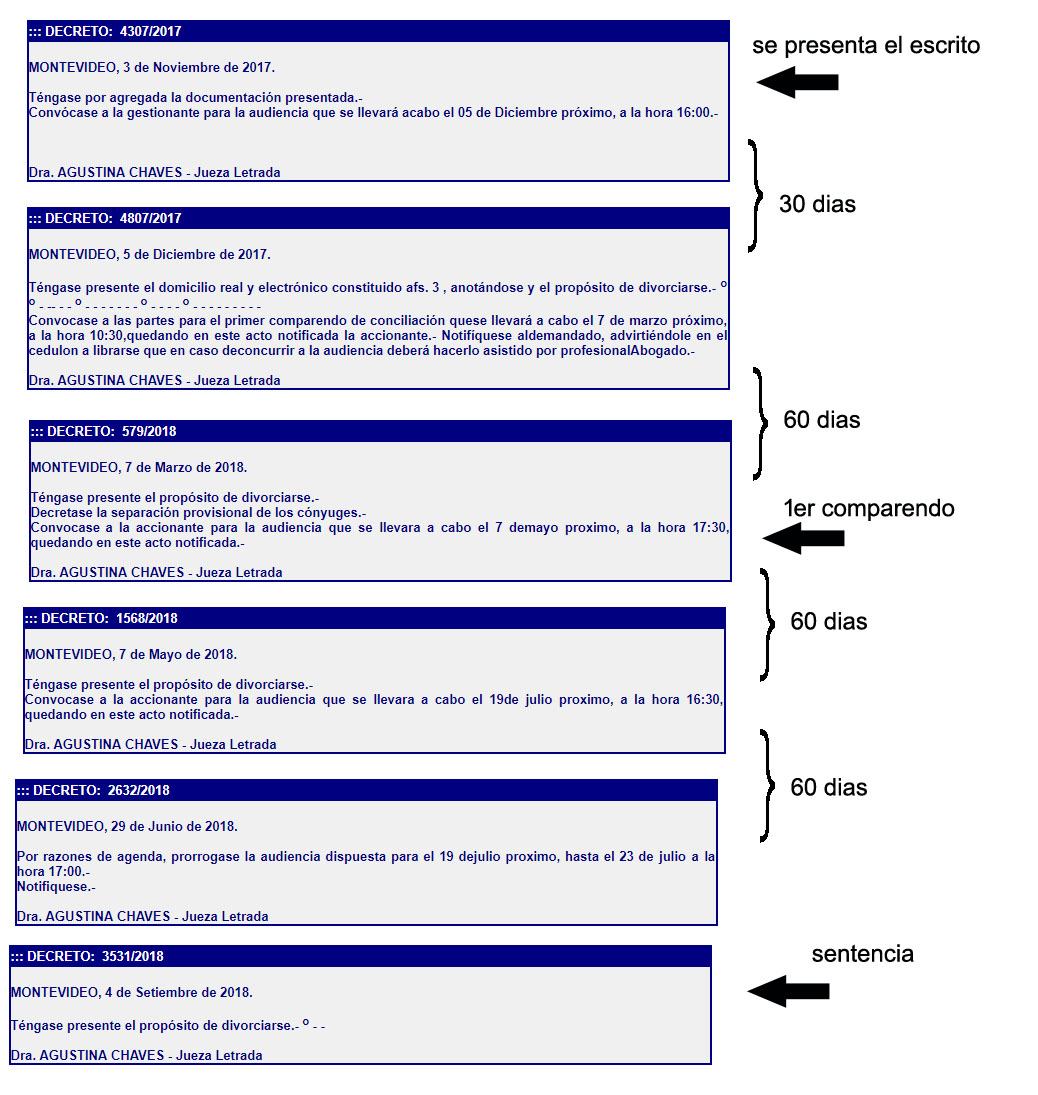 ::: DECRETO: 4307/2017
se presenta el escrito
MONTEVIDEO, 3 de Noviembre de 2017.
Téngase por agregada la documentación presentada.-
Convócase a la gestionante para la audiencia que se llevará acabo el 05 de Diciembre próximo, a la hora 16:00.-
Dra. AGUSTINA CHAVES - Jueza Letrada
30 dias
::: DECRETO: 4807/2017
MONTEVIDEO, 5 de Diciembre de 2017.
Téngase presente el domicilio real y electrónico constituido afs. 3 , anotándose y el propósito de divorciarse.- º
º - -- - - º - - - - - - - º - - - - º - - - - - - - - -
Convocase a las partes para el primer comparendo de conciliación quese llevará a cabo el 7 de marzo próximo,
a la hora 10:30,quedando en este acto notificada la accionante.- Notifíquese aldemandado, advirtiéndole en el
cedulon a librarse que en caso deconcurrir a la audiencia deberá hacerlo asistido por profesionalAbogado.-
Dra. AGUSTINA CHAVES - Jueza Letrada
60 dias
::: DECRETO: 579/2018
MONTEVIDEO, 7 de Marzo de 2018.
Téngase presente el propósito de divorciarse.-
Decretase la separación provisional de los cónyuges.-
Convocase a la accionante para la audiencia que se llevara a cabo el 7 demayo proximo, a la hora 17:30,
quedando en este acto notificada.-
Dra. AGUSTINA CHAVES - Jueza Letrada
1er comparendo
60 dias
::: DECRETO: 1568/2018
MONTEVIDEO, 7 de Mayo de 2018.
Téngase presente el propósito de divorciarse.-
Convocase a la accionante para la audiencia que se llevara a cabo el 19de julio proximo, a la hora 16:30,
quedando en este acto notificada.-
Dra. AGUSTINA CHAVES - Jueza Letrada
60 dias
::: DECRETO: 2632/2018
MONTEVIDEO, 29 de Junio de 2018.
Por razones de agenda, prorrogase la audiencia dispuesta para el 19 dejulio proximo, hasta el 23 de julio a la
hora 17:00.-
Notifiquese.-
Dra. AGUSTINA CHAVES - Jueza Letrada
::: DECRETO: 3531/2018
sentencia
MONTEVIDEO, 4 de Setiembre de 2018.
Téngase presente el propósito de divorciarse.- º - -
Dra. AGUSTINA CHAVES - Jueza Letrada